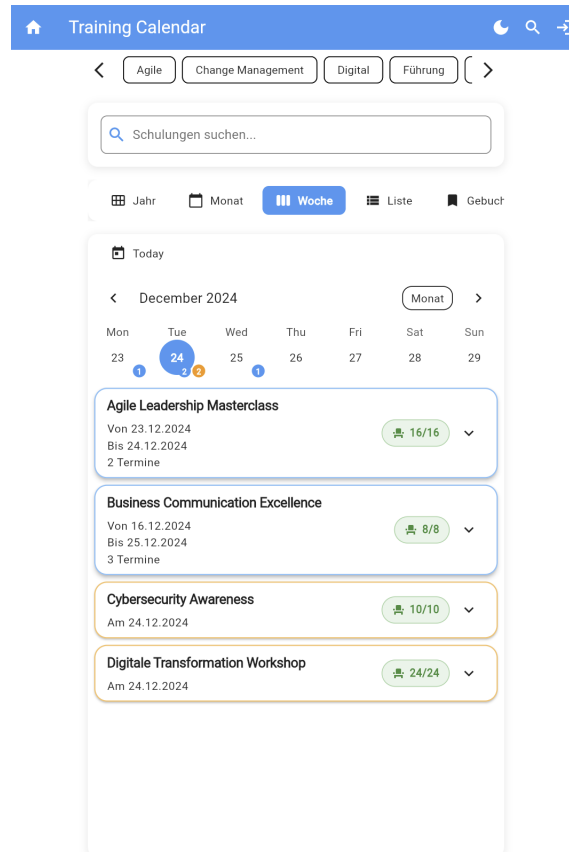 Training Calendar
Agile Change Management Digital Führung
Schulungen suchen...
Jahr Monat Woche Liste Gebuch
Today
December 2024 Monat
Mon Tue Wed Thu Fri Sat Sun
23 24 25 26 27 28 29
1 2 2 1
Agile Leadership Masterclass
Von 23.12.2024
16/16
Bis 24.12.2024
2 Termine
Business Communication Excellence
Von 16.12.2024
8/8
Bis 25.12.2024
3 Termine
Cybersecurity Awareness
10/10
Am 24.12.2024
Digitale Transformation Workshop
24/24
Am 24.12.2024